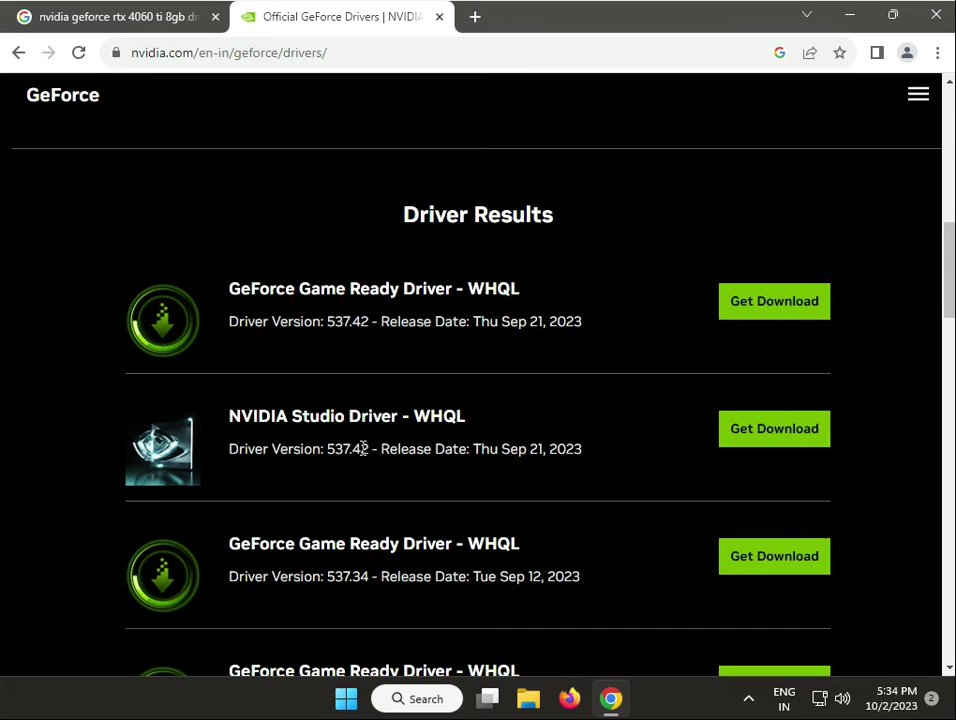 nvidia geforce rtx 4060 ti 8gb dr
Official GeForce Drivers | NVIDIA
nvidia.com/en-in/geforce/drivers/
GeForce
Driver Results
GeForce Game Ready Driver - WHQL
Driver Version: 537.42 - Release Date: Thu Sep 21, 2023
Get Download
NVIDIA Studio Driver - WHQL
Driver Version: 537.42 - Release Date: Thu Sep 21, 2023
Get Download
GeForce Game Ready Driver - WHQL
Driver Version: 537.34 - Release Date: Tue Sep 12, 2023
Get Download
GeForce Game Ready Driver - WHQL
Search
ENG
IN
5:34 PM
10/2/2023
2